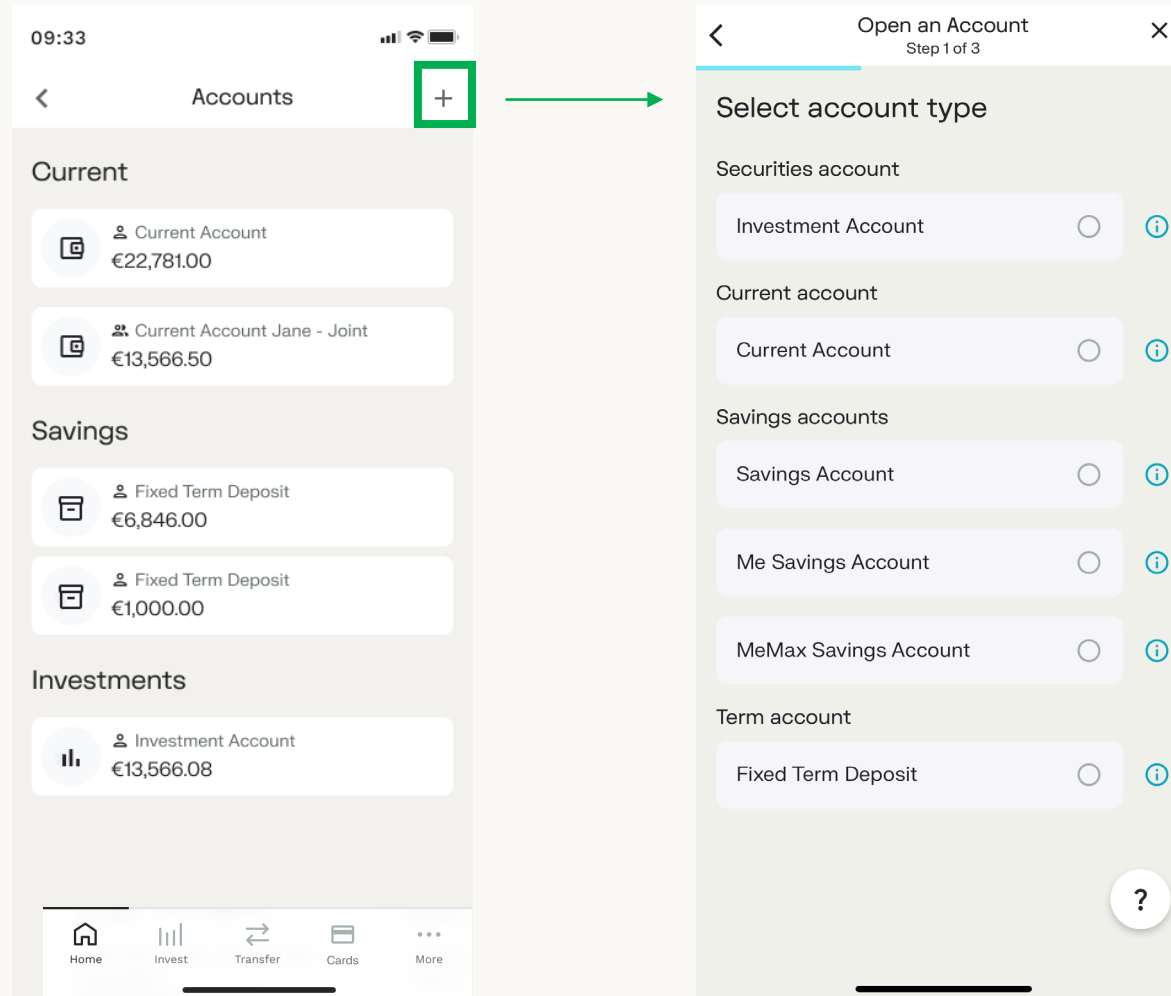 09:33
Accounts
Current
Current Account
€22,781.00
Current Account Jane - Joint
€13,566.50
Savings
Fixed Term Deposit
€6,846.00
Fixed Term Deposit
€1,000.00
Investments
Investment Account
€13,566.08
Home
Invest
Transfer
Cards
More
Open an Account
Step 1 of 3
Select account type
Securities account
Investment Account
Current account
Current Account
Savings accounts
Savings Account
Me Savings Account
MeMax Savings Account
Term account
Fixed Term Deposit
?